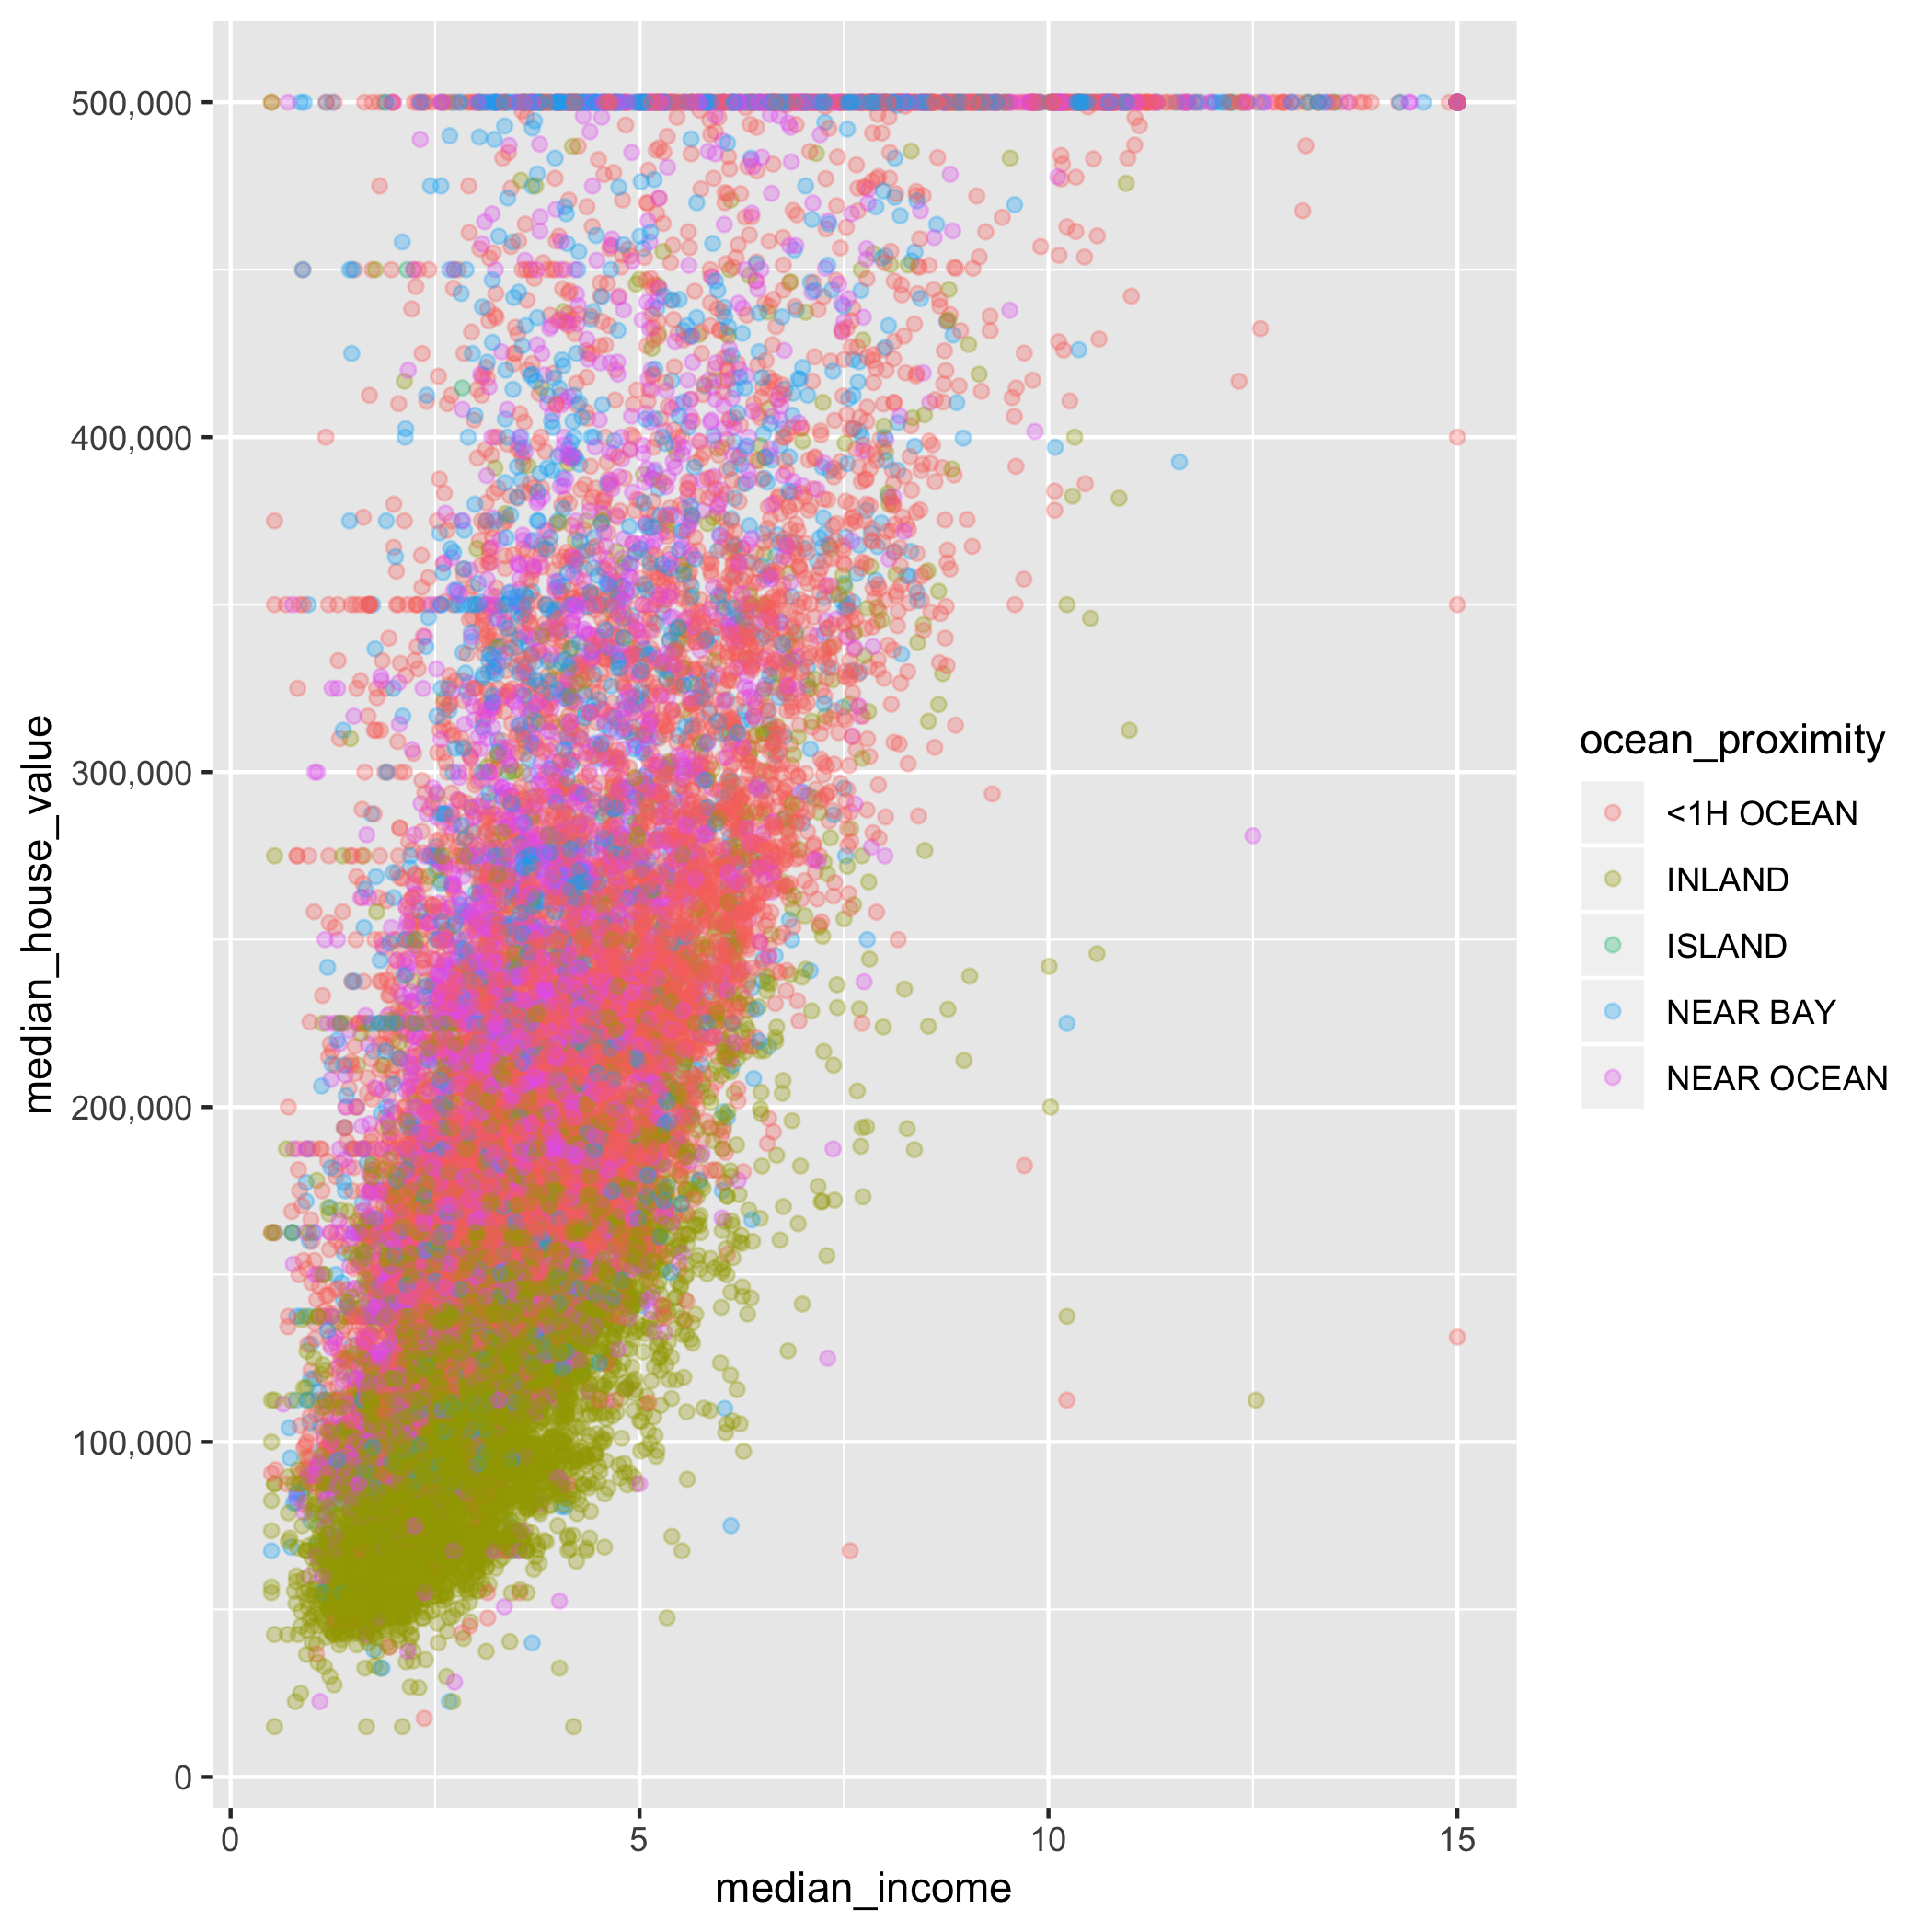 500,000
400,000
300,000
200,000
100,000
0
median_house_value
0 5 10 15
median_income
ocean_proximity
<1H OCEAN
INLAND
ISLAND
NEAR BAY
NEAR OCEAN